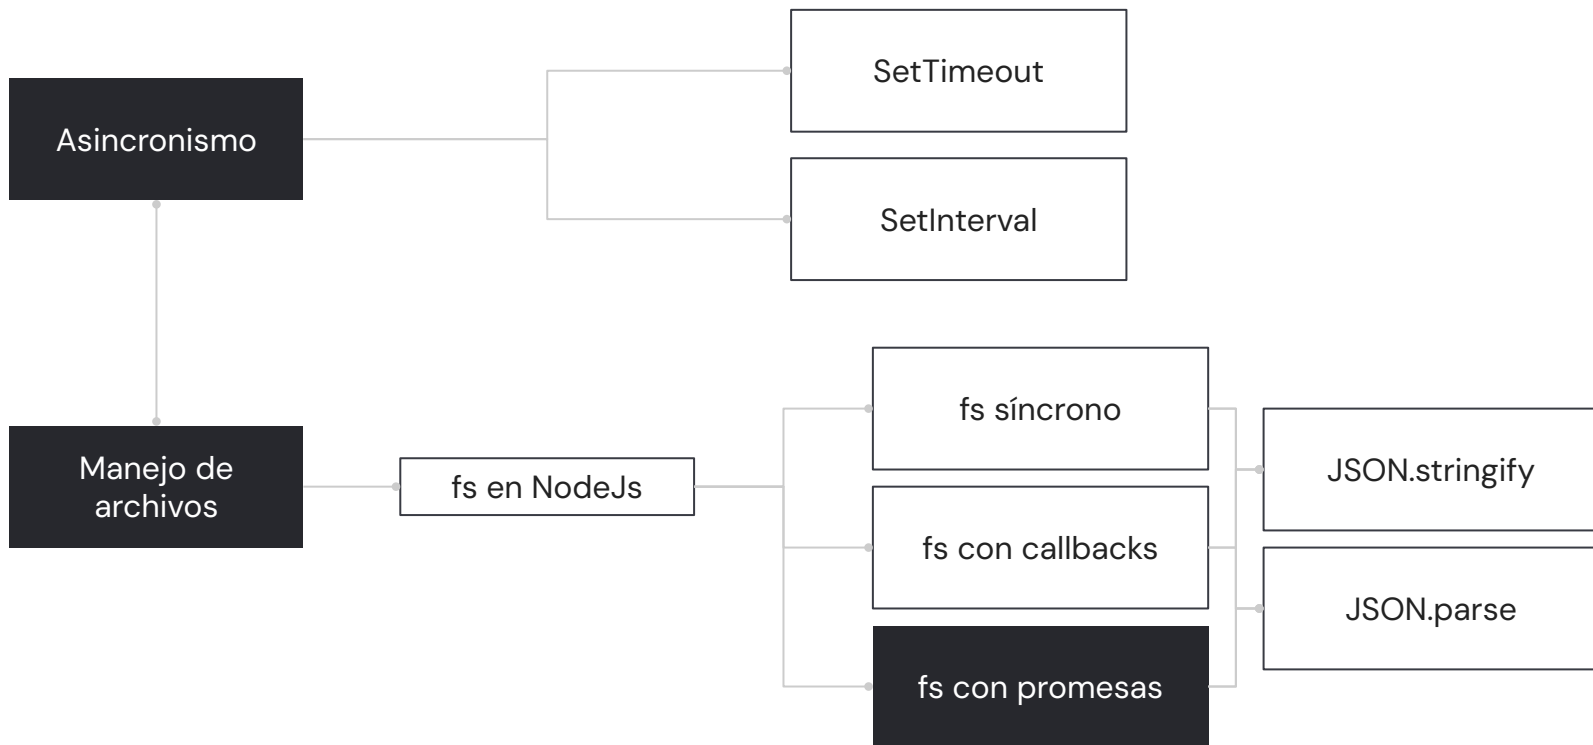 SetTimeout
Asincronismo
SetInterval
fs síncrono
Manejo de
archivos
fs en NodeJs
JSON.stringify
fs con callbacks
JSON.parse
fs con promesas